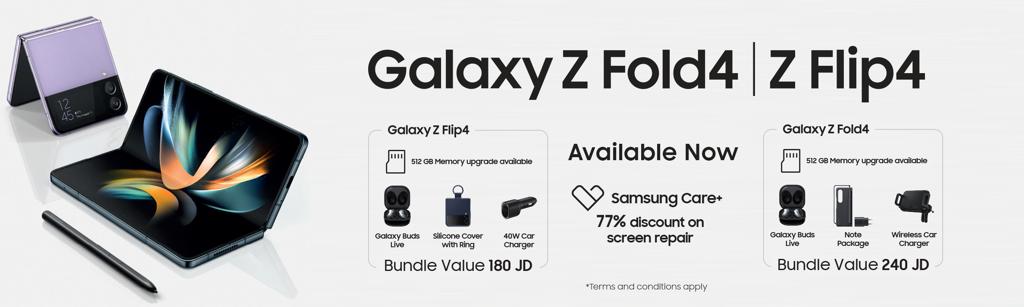 Galaxy Z Fold4 | Z Flip4
Galaxy Z Flip4
512 GB Memory upgrade available
Galaxy Buds
Live
Silicone Cover
with Ring
40W Car
Charger
Bundle Value 180 JD
Available Now
Samsung Care+
77% discount on
screen repair
Galaxy Z Fold4
512 GB Memory upgrade available
Galaxy Buds
Live
Note
Package
Wireless Car
Charger
Bundle Value 240 JD
*Terms and conditions apply
12
45